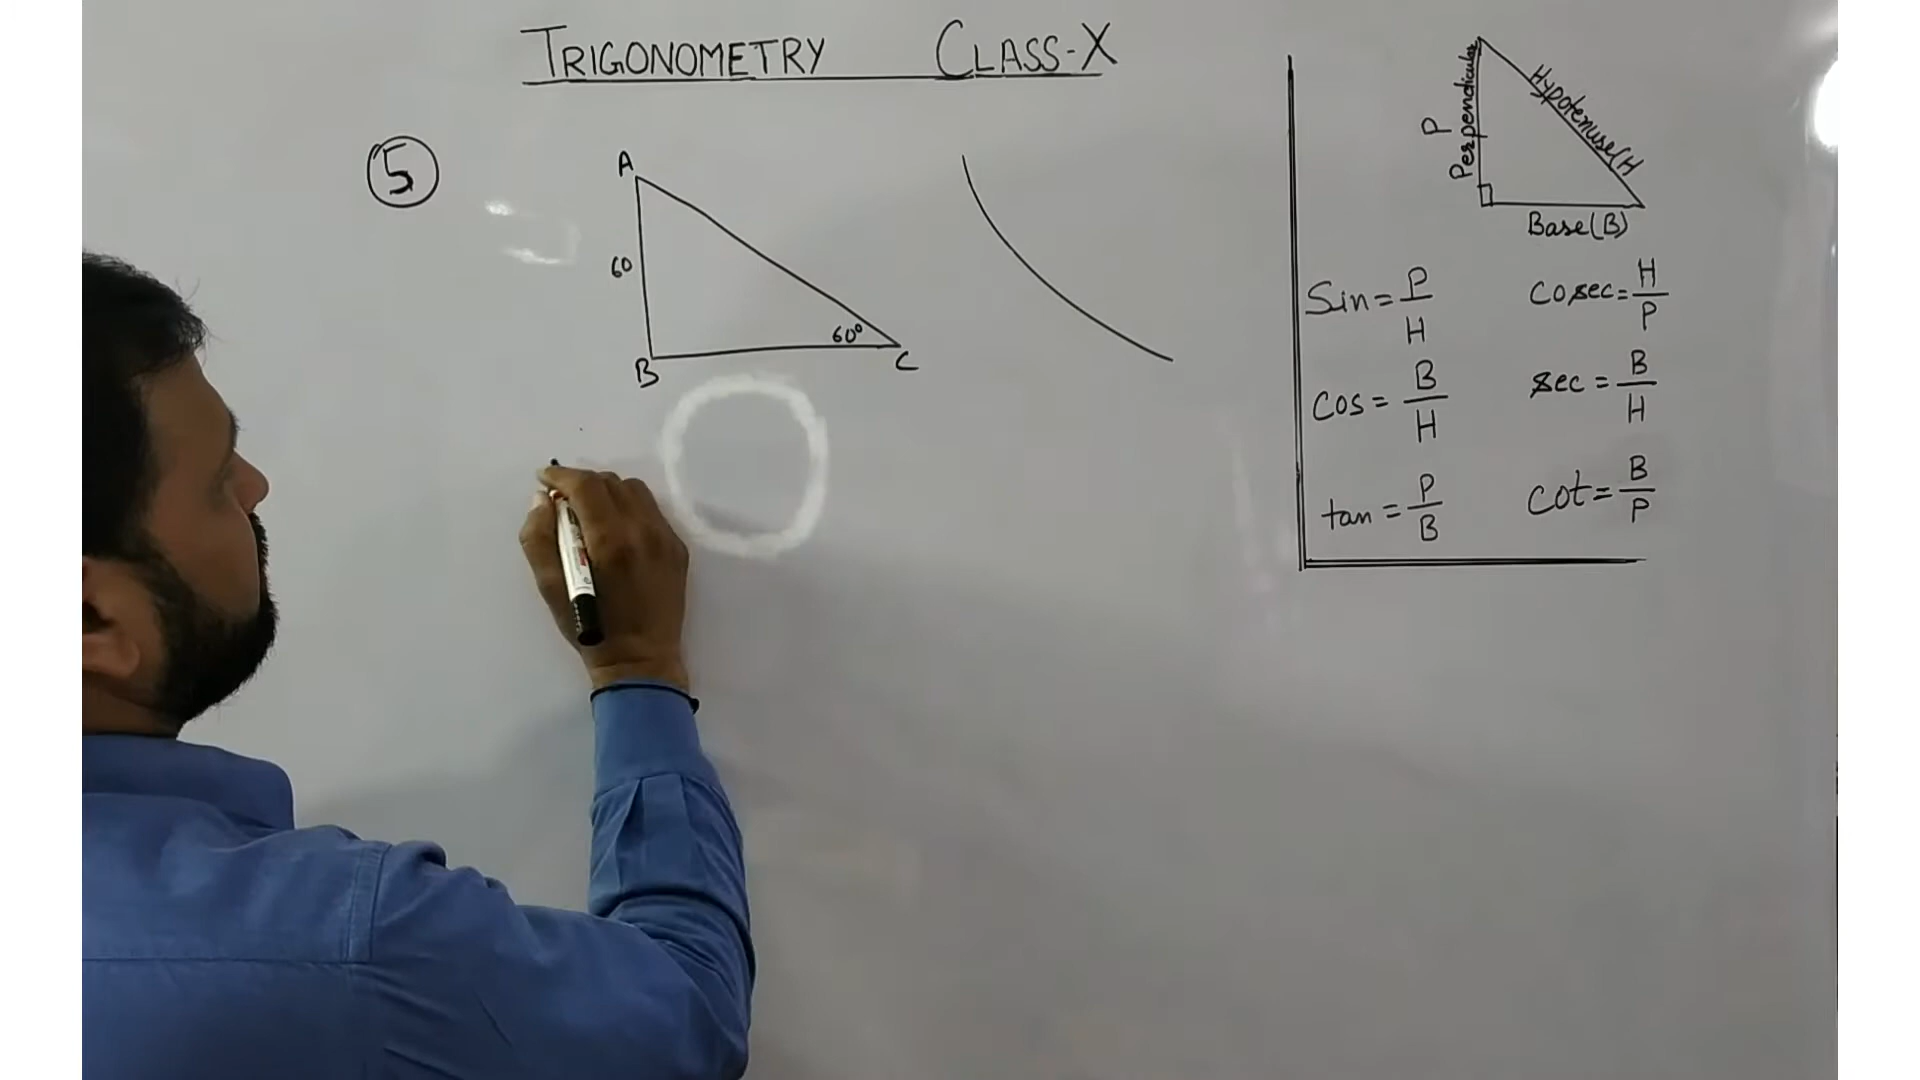 TRIGONOMETRY CLASS-X
5
A
60
60°
B
C
P
Perpendicular
Hypotenuse(H
Base(B)
Sin = P/H
cosec = H/P
cos = B/H
sec = B/H
tan = P/B
cot = B/P